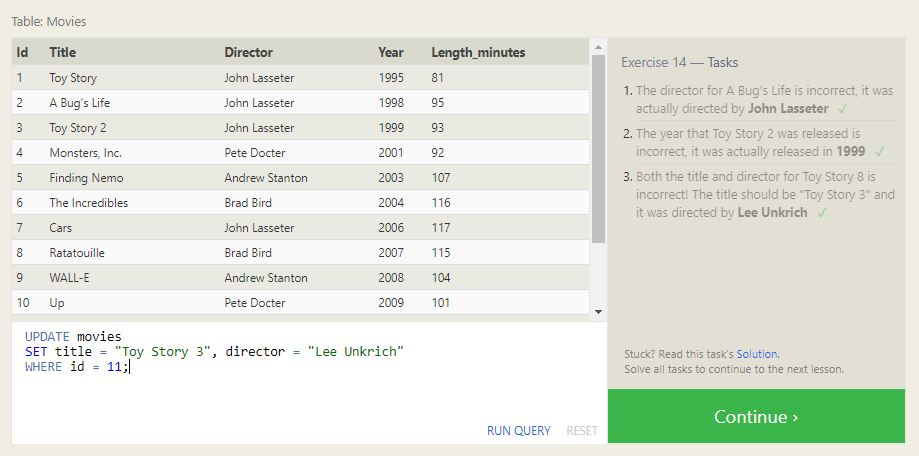 Table: Movies
Id Title Director Year Length_minutes
1 Toy Story John Lasseter 1995 81
2 A Bug's Life John Lasseter 1998 95
3 Toy Story 2 John Lasseter 1999 93
4 Monsters, Inc. Pete Docter 2001 92
5 Finding Nemo Andrew Stanton 2003 107
6 The Incredibles Brad Bird 2004 116
7 Cars John Lasseter 2006 117
8 Ratatouille Brad Bird 2007 115
9 WALL-E Andrew Stanton 2008 104
10 Up Pete Docter 2009 101
UPDATE movies
SET title = "Toy Story 3", director = "Lee Unkrich"
WHERE id = 11;
RUN QUERY RESET
Exercise 14 — Tasks
1. The director for A Bug's Life is incorrect, it was
actually directed by John Lasseter ✓
2. The year that Toy Story 2 was released is
incorrect, it was actually released in 1999 ✓
3. Both the title and director for Toy Story 8 is
incorrect! The title should be "Toy Story 3" and
it was directed by Lee Unkrich ✓
Stuck? Read this task's Solution.
Solve all tasks to continue to the next lesson.
Continue ›